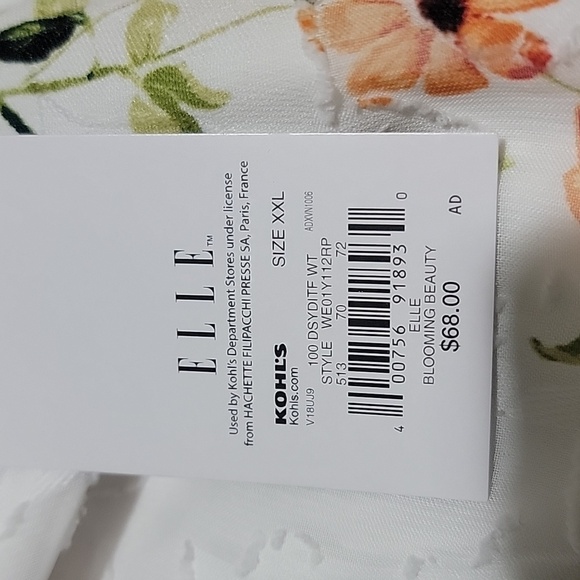 ELLE™
Used by Kohl's Department Stores under license
from HACHETTE FILIPACCHI PRESSE SA, Paris, France
SIZE XXL
KOHL'S
Kohls.com
V18UJ9
ADXVN1006
100 DSYDITF WT
STYLE WE01Y112RP
513 70 72
4 00756 91893 0
ELLE
BLOOMING BEAUTY
$68.00
AD